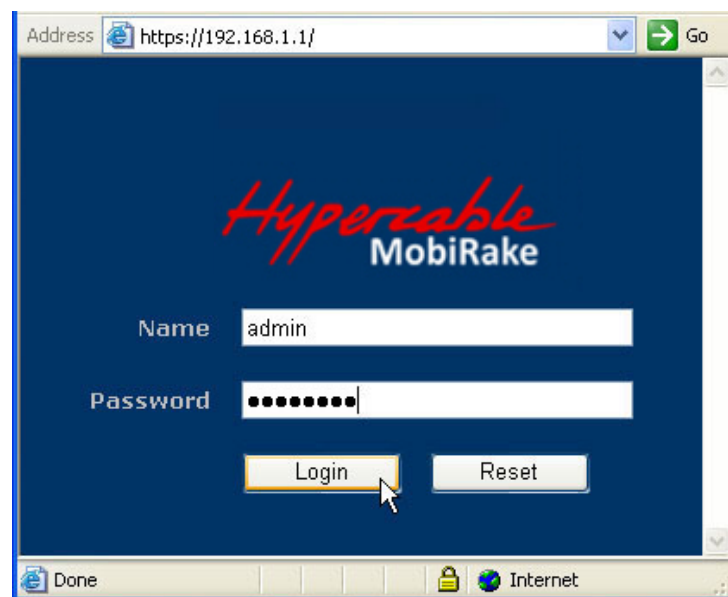 Address https://192.168.1.1/ Go
Hypercable
MobiRake
Name admin
Password ●●●●●●●●
Login Reset
Done Internet